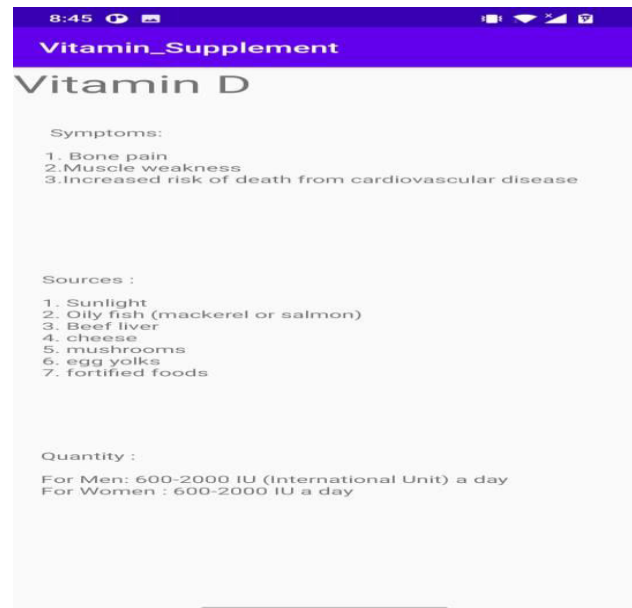 8:45
Vitamin_Supplement
Vitamin D
Symptoms:
1. Bone pain
2.Muscle weakness
3.Increased risk of death from cardiovascular disease
Sources :
1. Sunlight
2. Oily fish (mackerel or salmon)
3. Beef liver
4. cheese
5. mushrooms
6. egg yolks
7. fortified foods
Quantity :
For Men: 600-2000 IU (International Unit) a day
For Women : 600-2000 IU a day